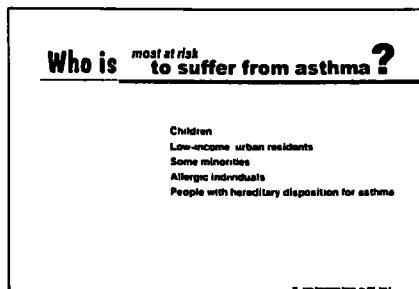 Who is most at risk to suffer from asthma?
Children
Low-income urban residents
Some minorities
Allergic individuals
People with hereditary disposition for asthma